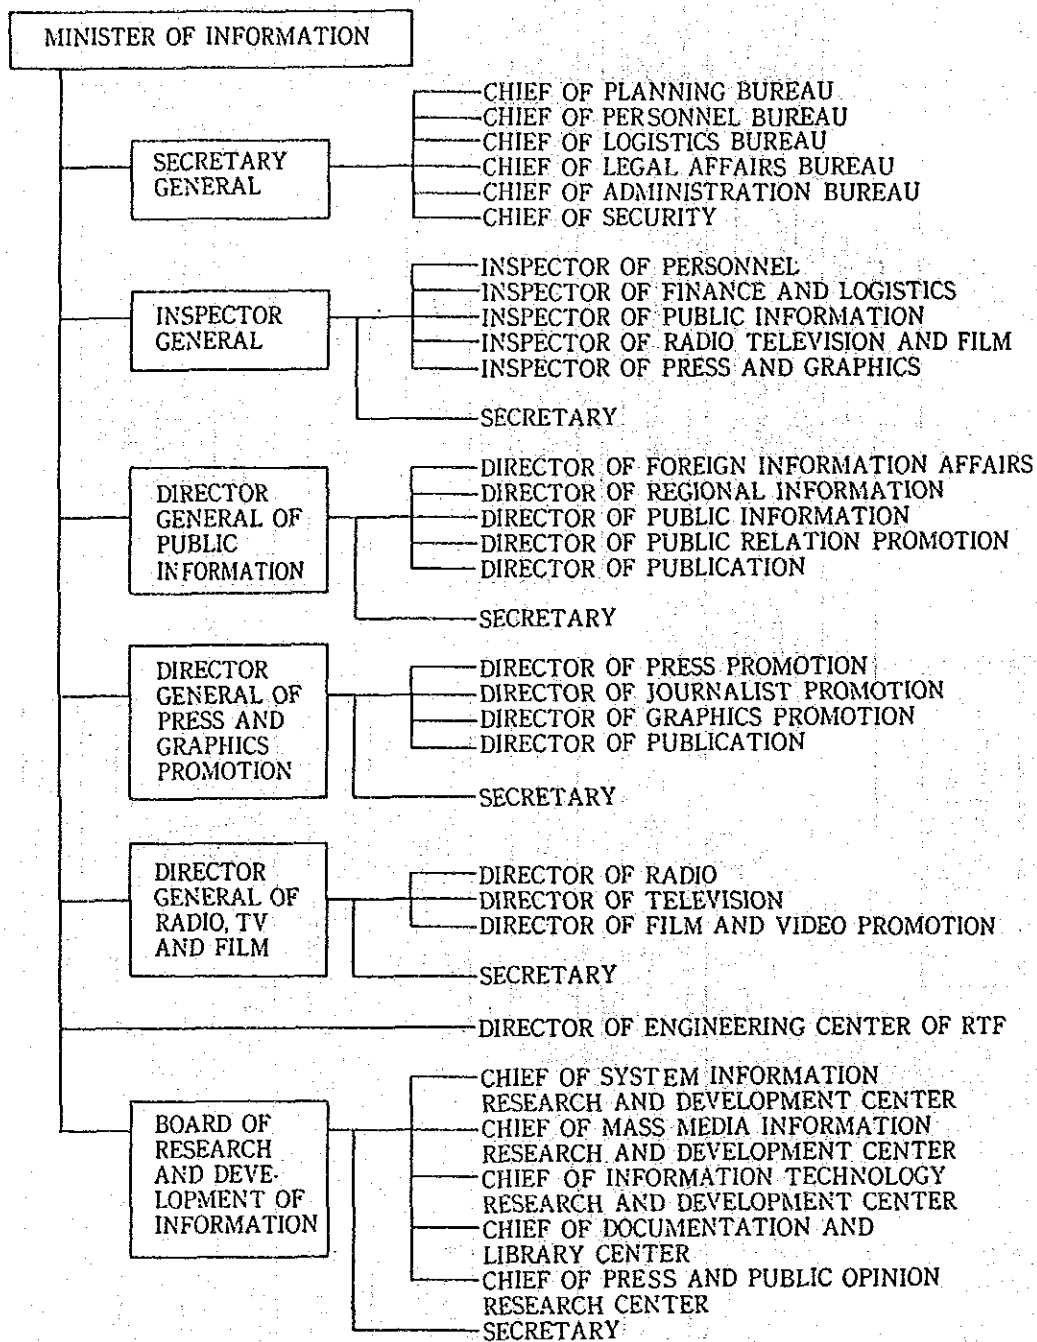 MINISTER OF INFORMATION
SECRETARY
GENERAL
CHIEF OF PLANNING BUREAU
CHIEF OF PERSONNEL BUREAU
CHIEF OF LOGISTICS BUREAU
CHIEF OF LEGAL AFFAIRS BUREAU
CHIEF OF ADMINISTRATION BUREAU
CHIEF OF SECURITY
INSPECTOR
GENERAL
INSPECTOR OF PERSONNEL
INSPECTOR OF FINANCE AND LOGISTICS
INSPECTOR OF PUBLIC INFORMATION
INSPECTOR OF RADIO TELEVISION AND FILM
INSPECTOR OF PRESS AND GRAPHICS
SECRETARY
DIRECTOR
GENERAL OF
PUBLIC
INFORMATION
DIRECTOR OF FOREIGN INFORMATION AFFAIRS
DIRECTOR OF REGIONAL INFORMATION
DIRECTOR OF PUBLIC INFORMATION
DIRECTOR OF PUBLIC RELATION PROMOTION
DIRECTOR OF PUBLICATION
SECRETARY
DIRECTOR
GENERAL OF
PRESS AND
GRAPHICS
PROMOTION
DIRECTOR OF PRESS PROMOTION
DIRECTOR OF JOURNALIST PROMOTION
DIRECTOR OF GRAPHICS PROMOTION
DIRECTOR OF PUBLICATION
SECRETARY
DIRECTOR
GENERAL OF
RADIO, TV
AND FILM
DIRECTOR OF RADIO
DIRECTOR OF TELEVISION
DIRECTOR OF FILM AND VIDEO PROMOTION
SECRETARY
DIRECTOR OF ENGINEERING CENTER OF RTF
BOARD OF
RESEARCH
AND DEVE-
LOPMENT OF
INFORMATION
CHIEF OF SYSTEM INFORMATION
RESEARCH AND DEVELOPMENT CENTER
CHIEF OF MASS MEDIA INFORMATION
RESEARCH AND DEVELOPMENT CENTER
CHIEF OF INFORMATION TECHNOLOGY
RESEARCH AND DEVELOPMENT CENTER
CHIEF OF DOCUMENTATION AND
LIBRARY CENTER
CHIEF OF PRESS AND PUBLIC OPINION
RESEARCH CENTER
SECRETARY